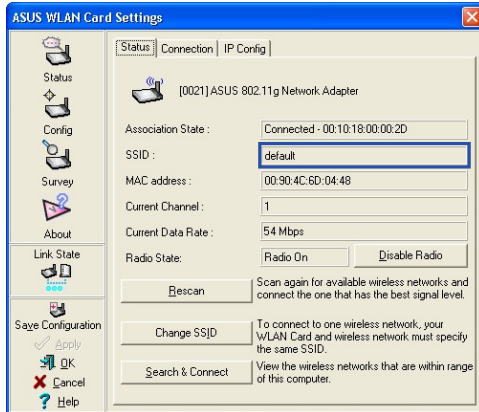 ASUS WLAN Card Settings
Status
Config
Survey
About
Link State
Save Configuration
Apply
OK
Cancel
Help
Status Connection IP Config
[0021] ASUS 802.11g Network Adapter
Association State : Connected - 00:10:18:00:00:2D
SSID : default
MAC address : 00:90:4C:6D:04:48
Current Channel : 1
Current Data Rate : 54 Mbps
Radio State: Radio On Disable Radio
Rescan
Scan again for available wireless networks and
connect the one that has the best signal level.
Change SSID
To connect to one wireless network, your
WLAN Card and wireless network must specify
the same SSID.
Search & Connect
View the wireless networks that are within range
of this computer.